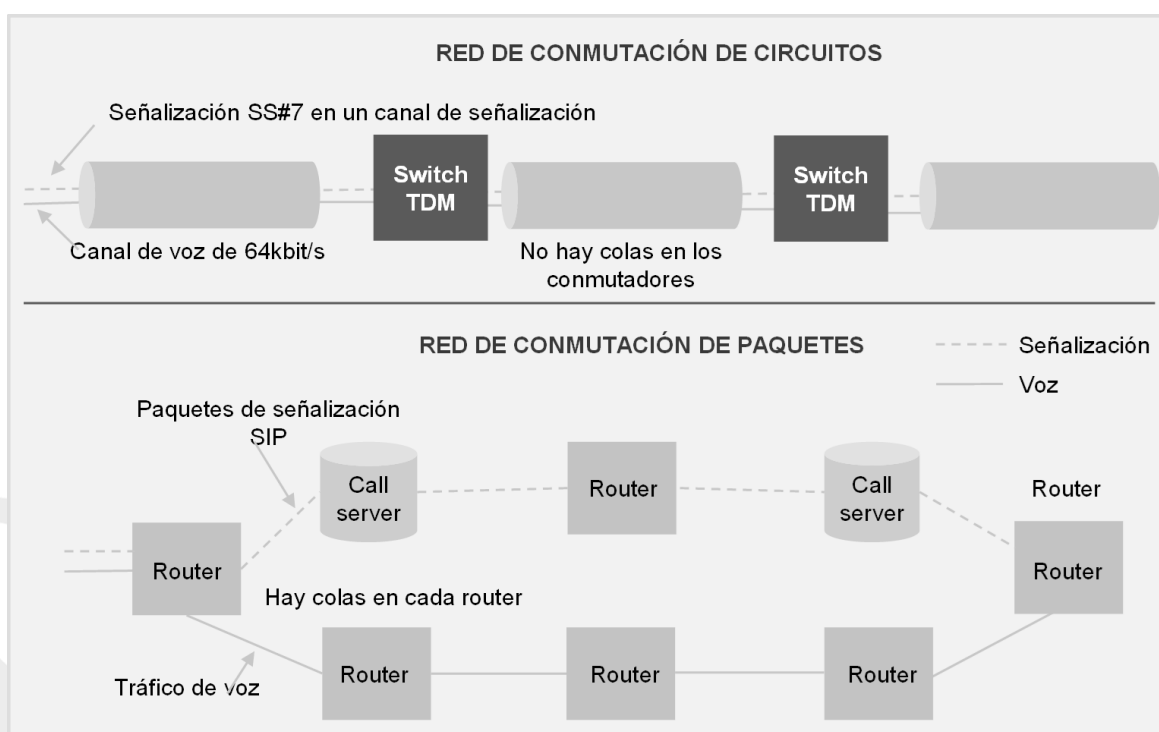 RED DE CONMUTACIÓN DE CIRCUITOS
Señalización SS#7 en un canal de señalización
Switch
TDM
Switch
TDM
Canal de voz de 64kbit/s
No hay colas en los
conmutadores
RED DE CONMUTACIÓN DE PAQUETES
Señalización
Voz
Paquetes de señalización
SIP
Call
server
Router
Call
server
Router
Router
Router
Hay colas en cada router
Router
Router
Router
Tráfico de voz